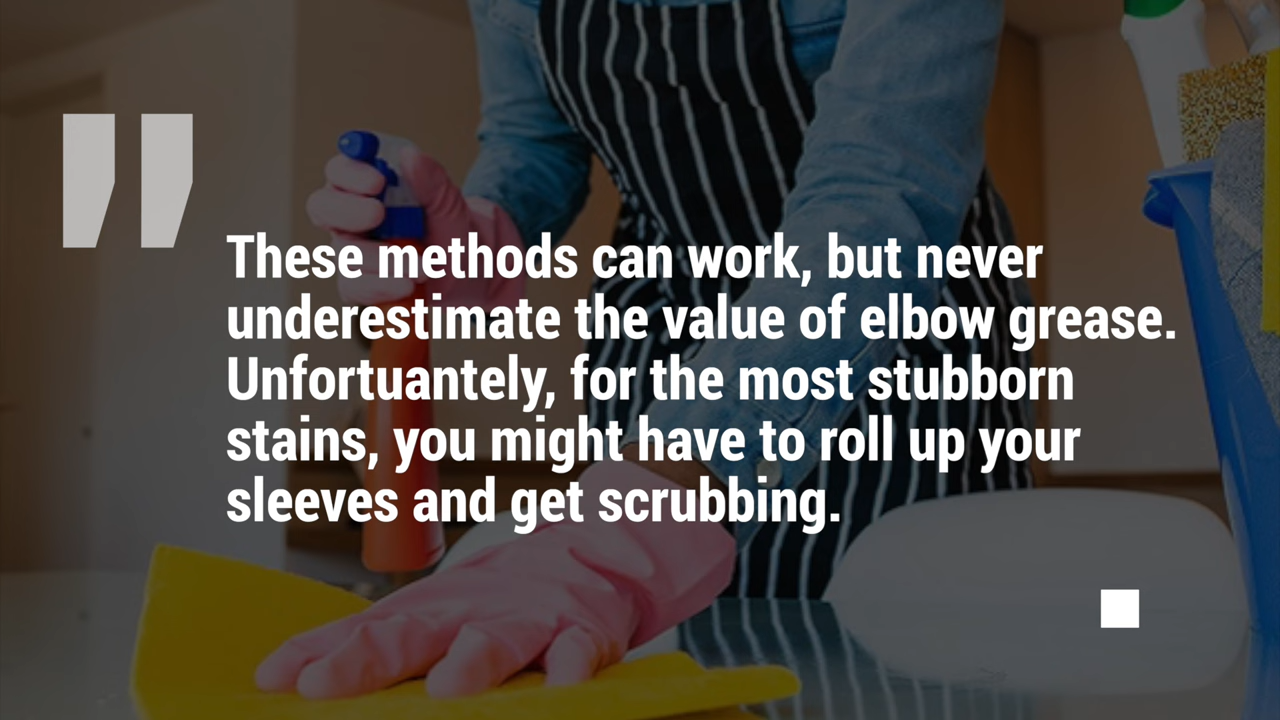 "
These methods can work, but never
underestimate the value of elbow grease.
Unfortuantely, for the most stubborn
stains, you might have to roll up your
sleeves and get scrubbing.